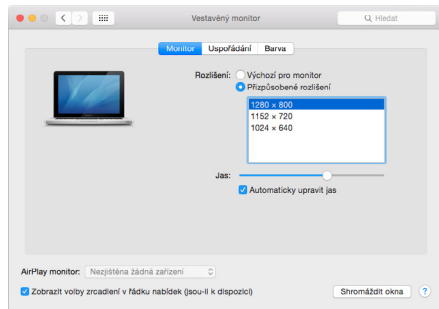 Vestavěný monitor
Hledat
Monitor Uspořádání Barva
Rozlišení: Výchozí pro monitor
Přizpůsobené rozlišení
1280 × 800
1152 × 720
1024 × 640
Jas:
Automaticky upravit jas
AirPlay monitor: Nezjištěna žádná zařízení
Zobrazit volby zrcadlení v řádku nabídek (jsou-li k dispozici)
Shromáždit okna ?